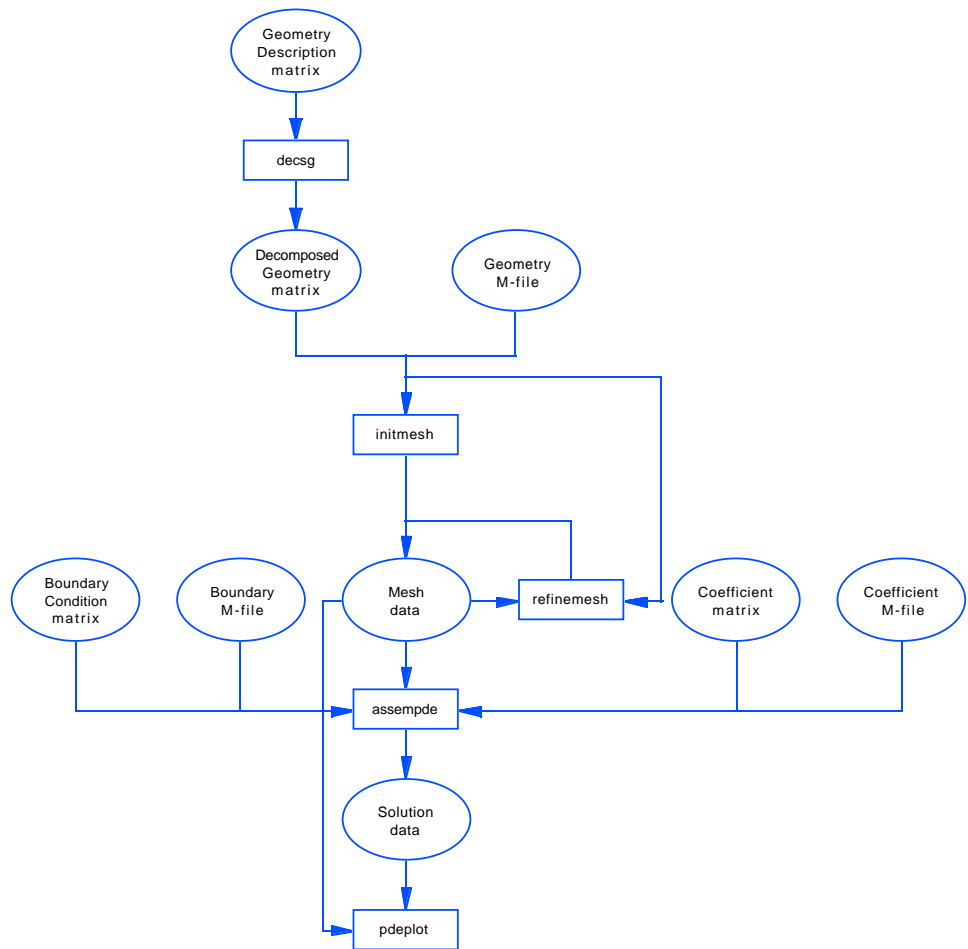 Geometry
Description
matrix
decsg
Decomposed
Geometry
matrix
Geometry
M-file
initmesh
Boundary
Condition
matrix
Boundary
M-file
Mesh
data
refinemesh
Coefficient
matrix
Coefficient
M-file
assempde
Solution
data
pdeplot